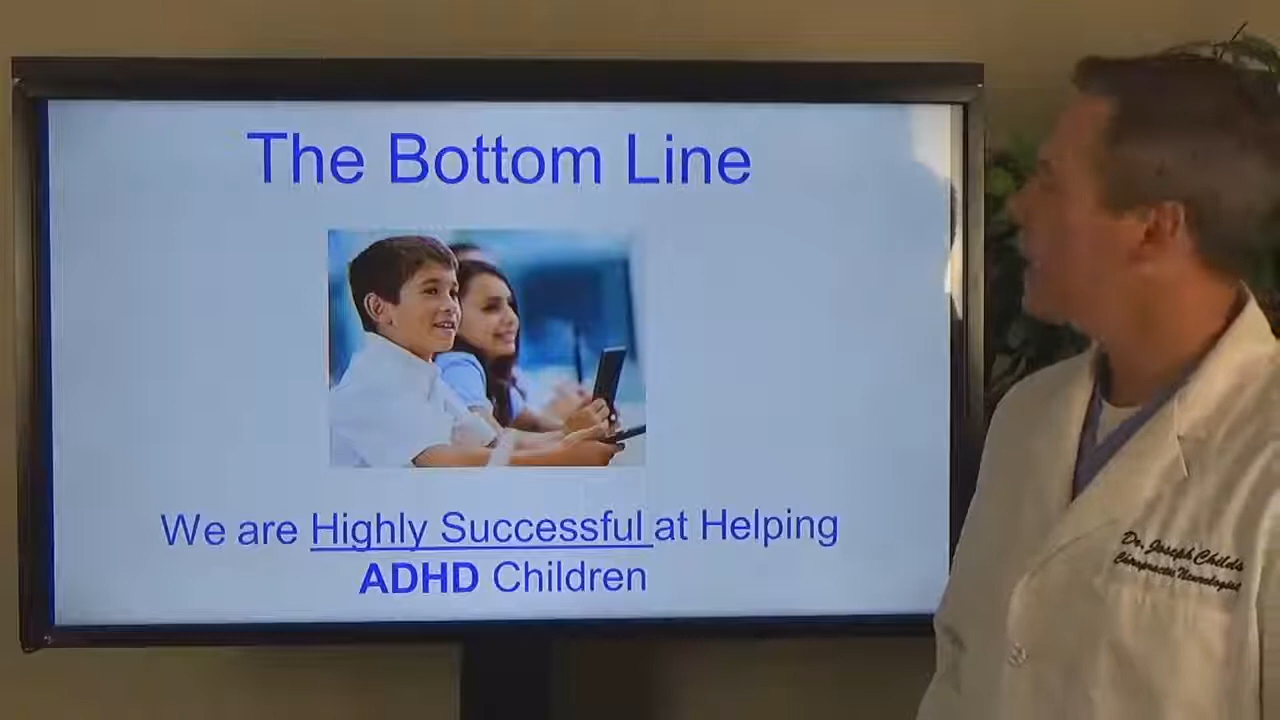 The Bottom Line
We are Highly Successful at Helping
ADHD Children
Dr. Joseph Childs
Chiropractic Neurologist